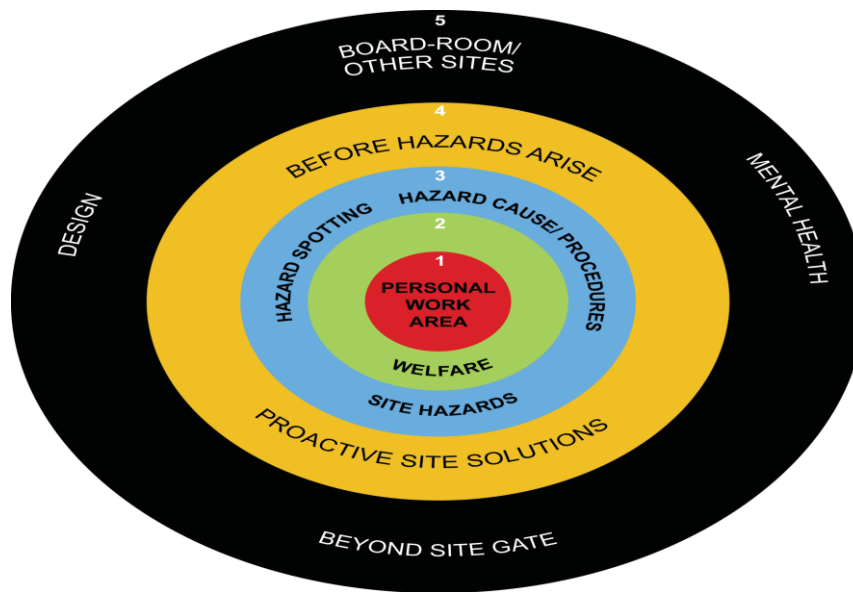 5
BOARD-ROOM/
OTHER SITES
DESIGN
MENTAL HEALTH
4
BEFORE HAZARDS ARISE
3
HAZARD SPOTTING
HAZARD CAUSE/ PROCEDURES
2
1
PERSONAL
WORK
AREA
WELFARE
SITE HAZARDS
PROACTIVE SITE SOLUTIONS
BEYOND SITE GATE